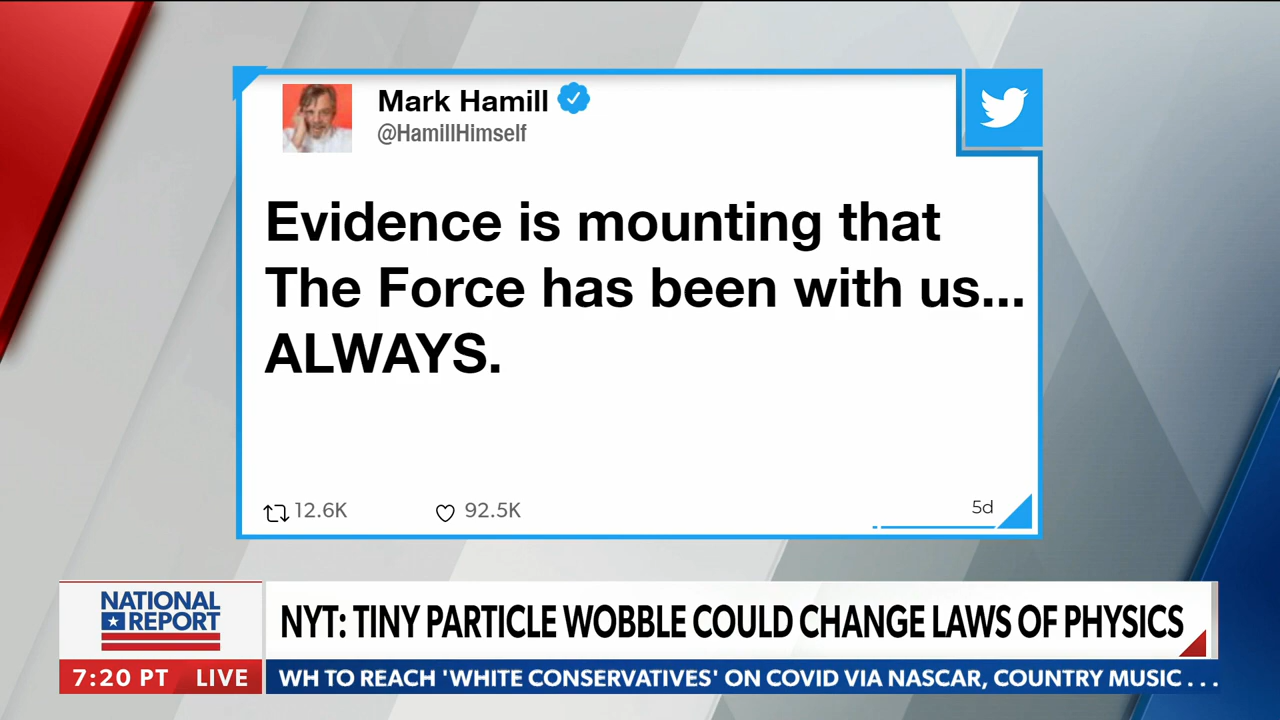 Mark Hamill
@HamillHimself
Evidence is mounting that
The Force has been with us...
ALWAYS.
12.6K
92.5K
5d
NATIONAL
REPORT
NYT: TINY PARTICLE WOBBLE COULD CHANGE LAWS OF PHYSICS
7:20 PT LIVE
WH TO REACH 'WHITE CONSERVATIVES' ON COVID VIA NASCAR, COUNTRY MUSIC . . .